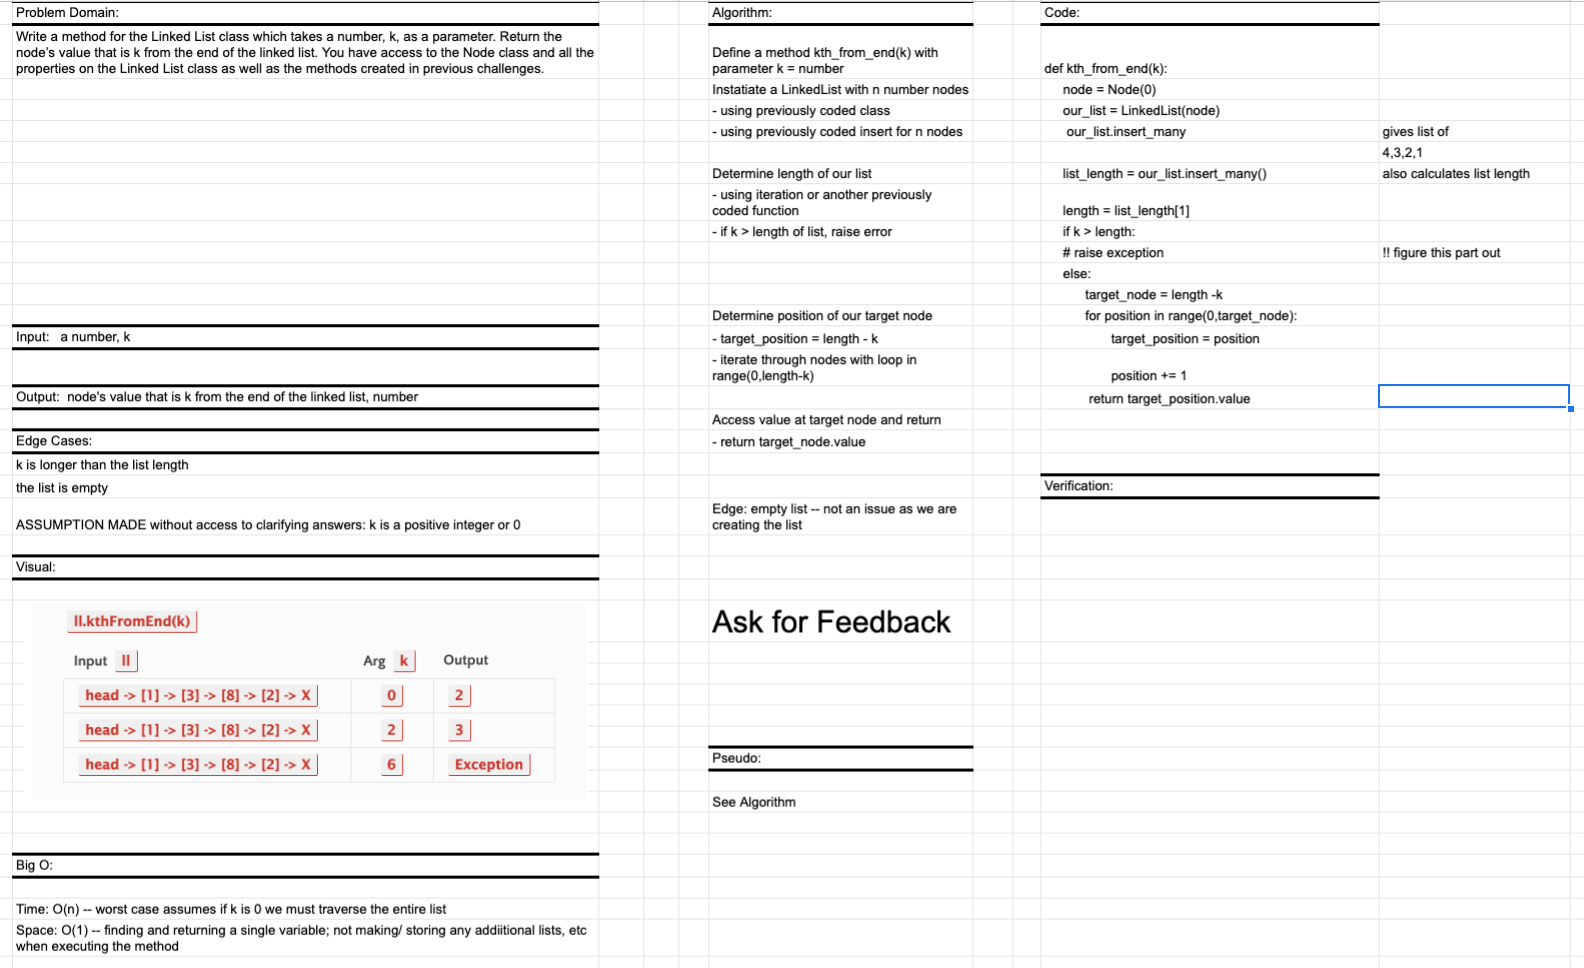 Problem Domain:
Write a method for the Linked List class which takes a number, k, as a parameter. Return the
node's value that is k from the end of the linked list. You have access to the Node class and all the
properties on the Linked List class as well as the methods created in previous challenges.
Input:   a number, k
Output:  node's value that is k from the end of the linked list, number
Edge Cases:
k is longer than the list length
the list is empty
ASSUMPTION MADE without access to clarifying answers: k is a positive integer or 0
Visual:
ll.kthFromEnd(k)
Input ll Arg k Output
head -> [1] -> [3] -> [8] -> [2] -> X 0 2
head -> [1] -> [3] -> [8] -> [2] -> X 2 3
head -> [1] -> [3] -> [8] -> [2] -> X 6 Exception
Big O:
Time: O(n) -- worst case assumes if k is 0 we must traverse the entire list
Space: O(1) -- finding and returning a single variable; not making/ storing any addiitional lists, etc
when executing the method
Algorithm:
Define a method kth_from_end(k) with
parameter k = number
Instatiate a LinkedList with n number nodes
- using previously coded class
- using previously coded insert for n nodes
Determine length of our list
- using iteration or another previously
coded function
- if k > length of list, raise error
Determine position of our target node
- target_position = length - k
- iterate through nodes with loop in
range(0,length-k)
Access value at target node and return
- return target_node.value
Edge: empty list -- not an issue as we are
creating the list
Ask for Feedback
Pseudo:
See Algorithm
Code:
def kth_from_end(k):
node = Node(0)
our_list = LinkedList(node)
our_list.insert_many gives list of
4,3,2,1
list_length = our_list.insert_many() also calculates list length
length = list_length[1]
if k > length:
# raise exception !! figure this part out
else:
target_node = length -k
for position in range(0,target_node):
target_position = position
position += 1
return target_position.value
Verification: